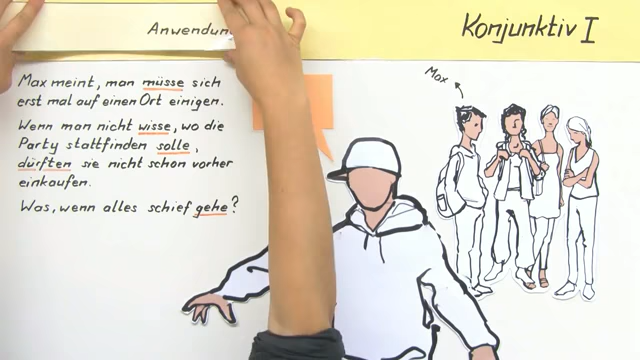 Anwendun
Konjunktiv I
Max
Max meint, man müsse sich
erst mal auf einen Ort einigen.
Wenn man nicht wisse, wo die
Party stattfinden solle,
dürften sie nicht schon vorher
einkaufen.
Was, wenn alles schief gehe?